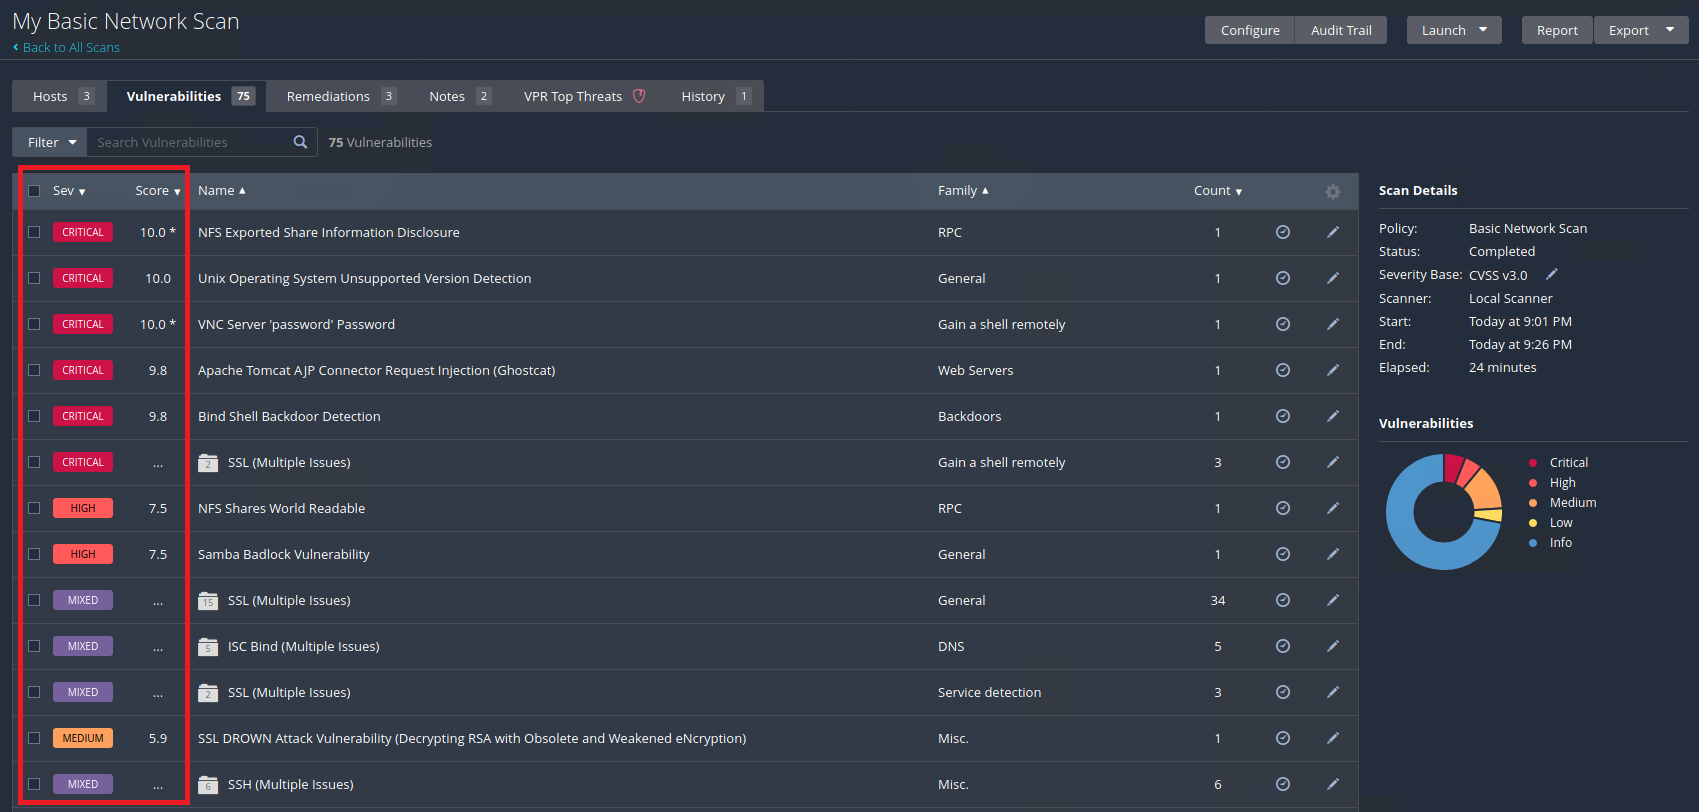 My Basic Network Scan
Back to All Scans
Configure Audit Trail Launch Report Export
Hosts 3 Vulnerabilities 75 Remediations 3 Notes 2 VPR Top Threats History 1
Filter Search Vulnerabilities 75 Vulnerabilities
Sev Score Name Family Count
CRITICAL 10.0 * NFS Exported Share Information Disclosure RPC 1
CRITICAL 10.0 Unix Operating System Unsupported Version Detection General 1
CRITICAL 10.0 * VNC Server 'password' Password Gain a shell remotely 1
CRITICAL 9.8 Apache Tomcat AJP Connector Request Injection (Ghostcat) Web Servers 1
CRITICAL 9.8 Bind Shell Backdoor Detection Backdoors 1
CRITICAL ... 2 SSL (Multiple Issues) Gain a shell remotely 3
HIGH 7.5 NFS Shares World Readable RPC 1
HIGH 7.5 Samba Badlock Vulnerability General 1
MIXED ... 15 SSL (Multiple Issues) General 34
MIXED ... 5 ISC Bind (Multiple Issues) DNS 5
MIXED ... 2 SSL (Multiple Issues) Service detection 3
MEDIUM 5.9 SSL DROWN Attack Vulnerability (Decrypting RSA with Obsolete and Weakened eNcryption) Misc. 1
MIXED ... 6 SSH (Multiple Issues) Misc. 6
Scan Details
Policy: Basic Network Scan
Status: Completed
Severity Base: CVSS v3.0
Scanner: Local Scanner
Start: Today at 9:01 PM
End: Today at 9:26 PM
Elapsed: 24 minutes
Vulnerabilities
Critical
High
Medium
Low
Info